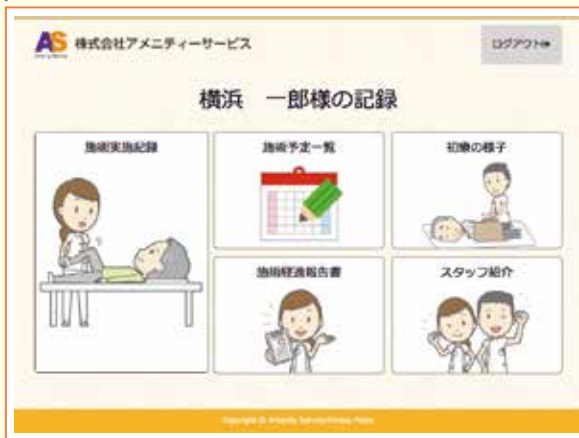 AS 株式会社アメニティーサービス
ログアウト
横浜 一郎様の記録
施術実施記録
施術予定一覧
初療の様子
施術経過報告書
スタッフ紹介